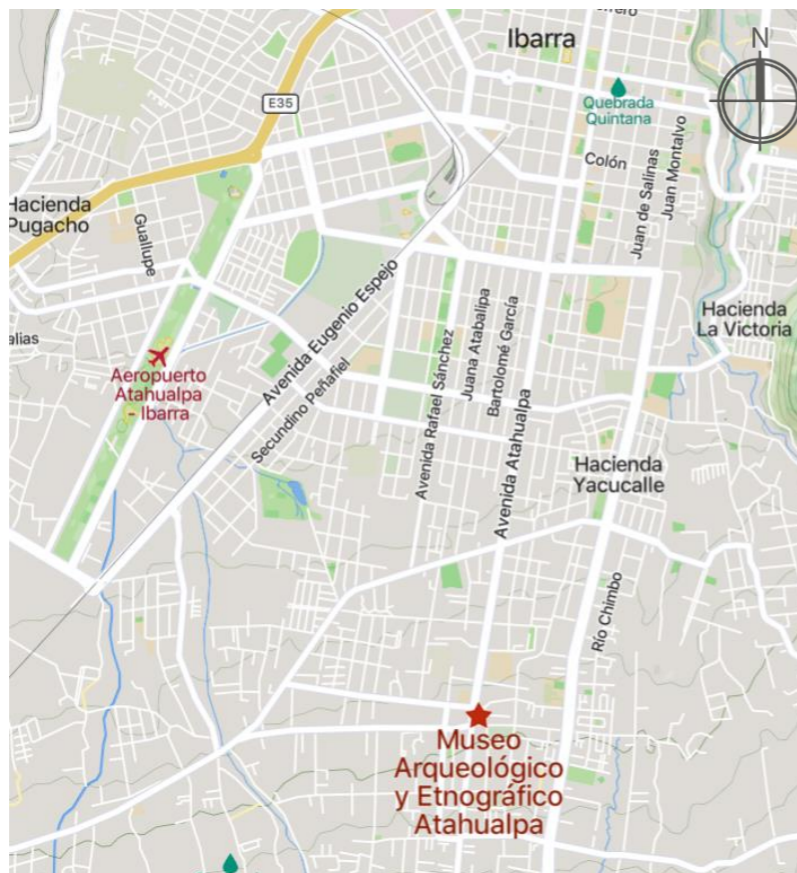 Ibarra
N
E35
Quebrada
Quintana
Colón
Juan de Salinas
Juan Montalvo
Hacienda
Pugacho
Guallupe
Hacienda
La Victoria
Avenida Eugenio Espejo
Aeropuerto
Atahualpa
- Ibarra
Secundino Peñafiel
Avenida Rafael Sánchez
Juana Atabalipa
Bartolomé García
Avenida Atahualpa
Hacienda
Yacucalle
Río Chimbo
Museo
Arqueológico
y Etnográfico
Atahualpa